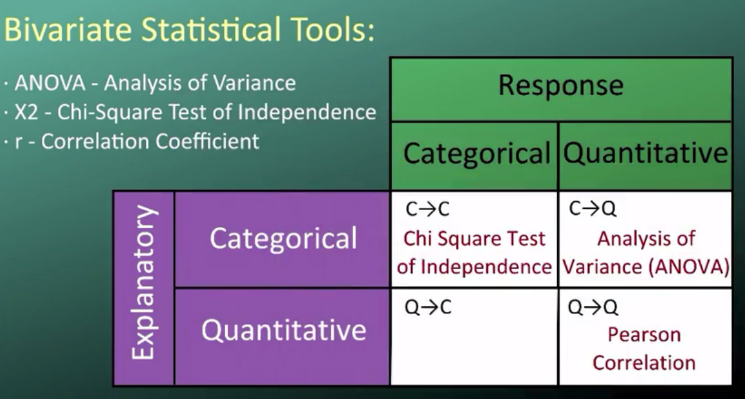 Bivariate Statistical Tools:
· ANOVA - Analysis of Variance
· X2 - Chi-Square Test of Independence
· r - Correlation Coefficient
Response
Categorical
Quantitative
Explanatory
Categorical
C→C
Chi Square Test
of Independence
C→Q
Analysis of
Variance (ANOVA)
Quantitative
Q→C
Q→Q
Pearson
Correlation